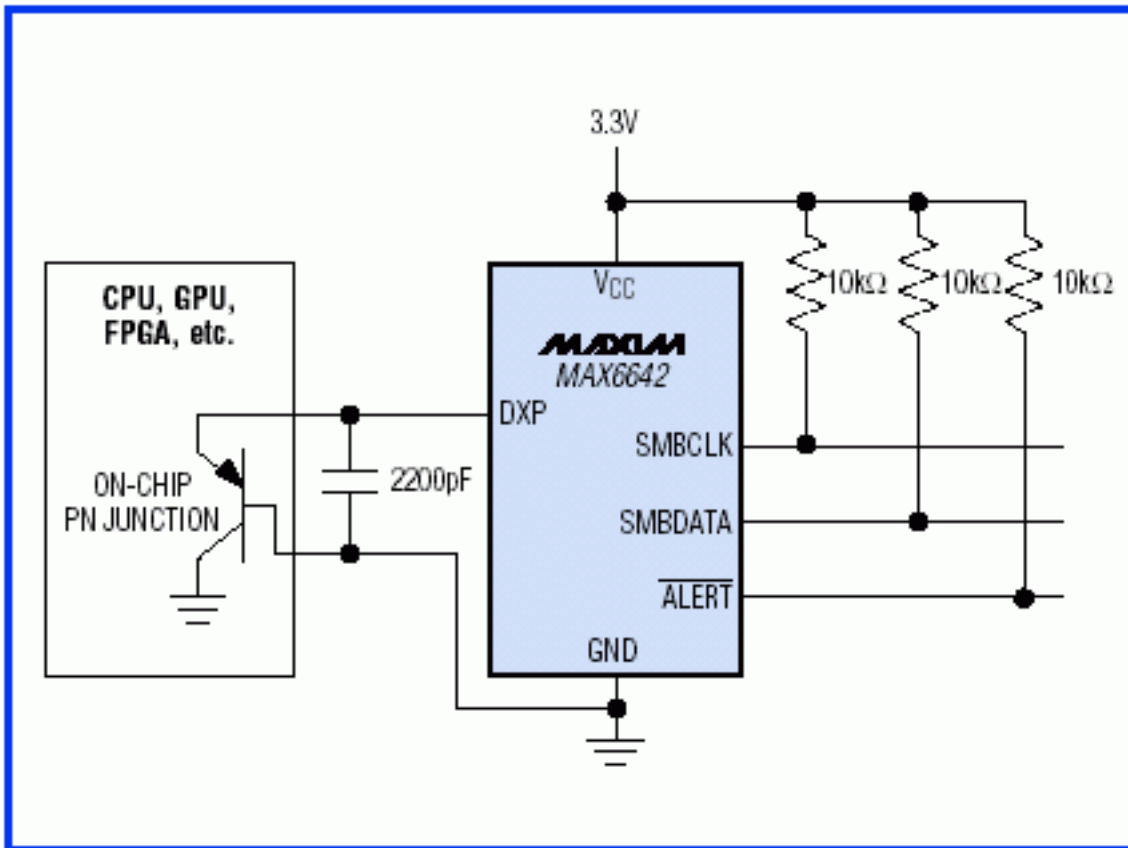 3.3V
CPU, GPU,
FPGA, etc.
VCC
10kΩ 10kΩ 10kΩ
MAXIM
MAX6642
DXP
SMBCLK
2200pF
ON-CHIP
PN JUNCTION
SMBDATA
ALERT
GND